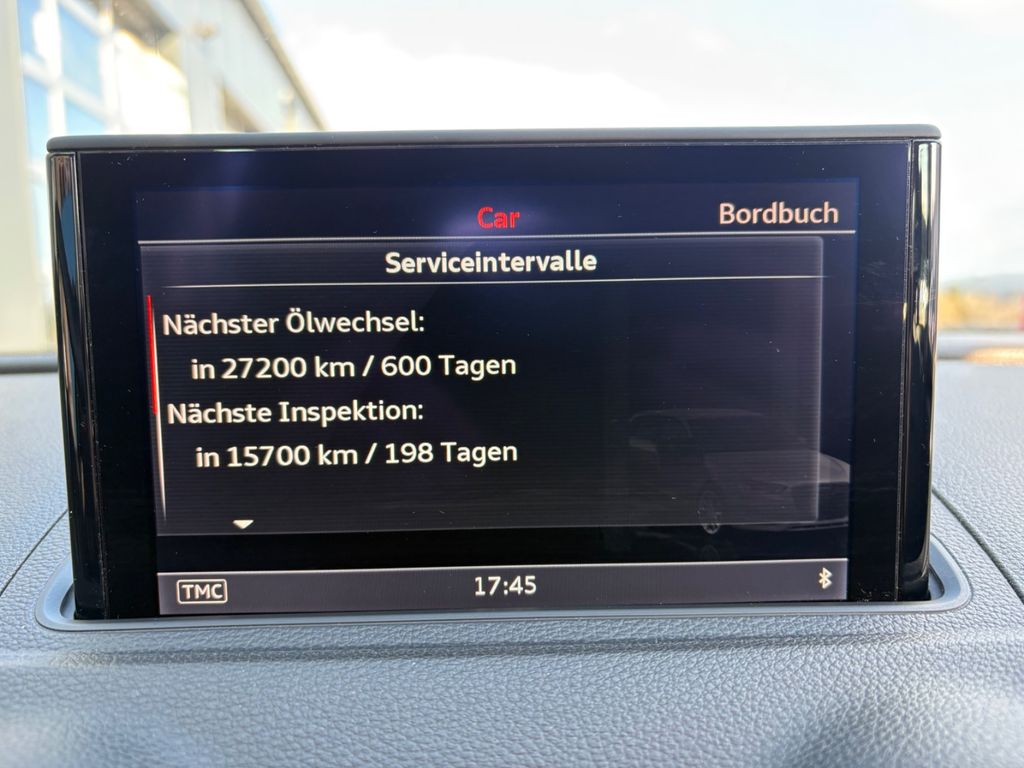 Car
Bordbuch
Serviceintervalle
Nächster Ölwechsel:
in 27200 km / 600 Tagen
Nächste Inspektion:
in 15700 km / 198 Tagen
TMC
17:45